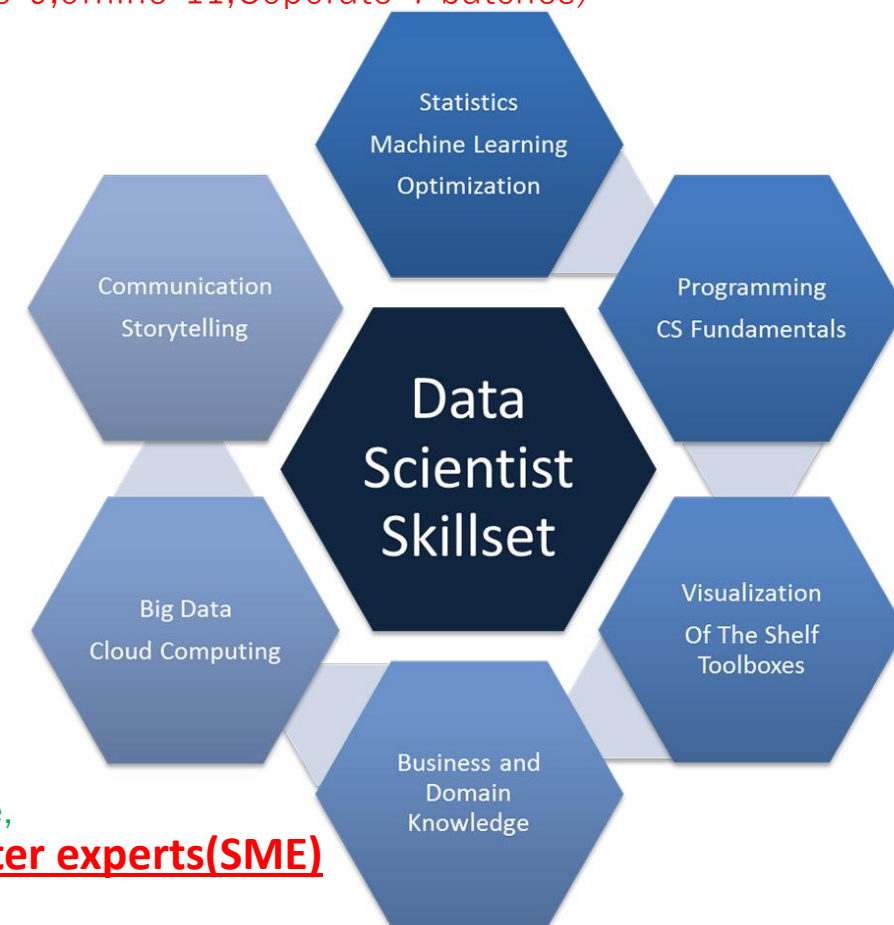 Statistics
Machine Learning
Optimization
Communication
Storytelling
Programming
CS Fundamentals
Data
Scientist
Skillset
Visualization
Of The Shelf
Toolboxes
Big Data
Cloud Computing
Business and
Domain
Knowledge
experts(SME)